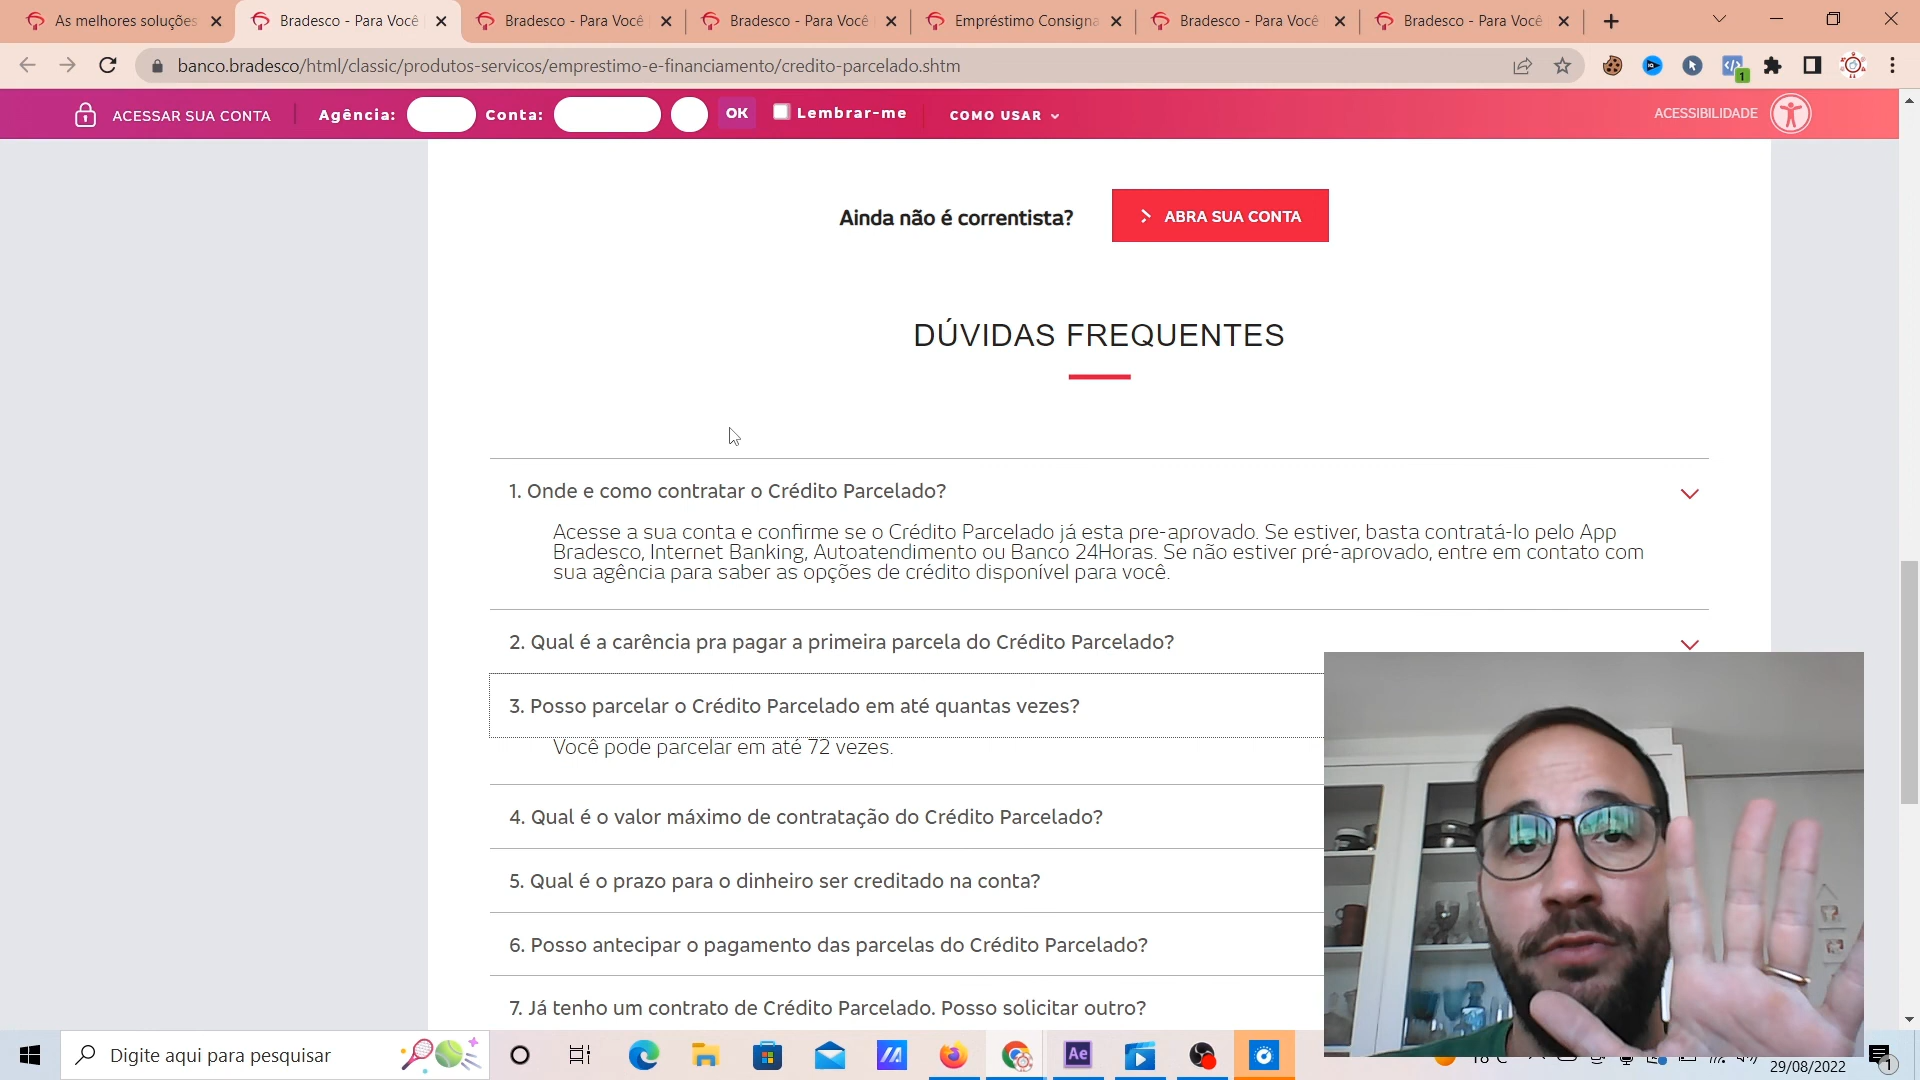 As melhores soluções
Bradesco - Para Você
Bradesco - Para Você
Bradesco - Para Você
Empréstimo Consigna
Bradesco - Para Você
Bradesco - Para Você
banco.bradesco/html/classic/produtos-servicos/emprestimo-e-financiamento/credito-parcelado.shtm
1
ACESSAR SUA CONTA
Agência:
Conta:
OK
Lembrar-me
COMO USAR
ACESSIBILIDADE
Ainda não é correntista?
ABRA SUA CONTA
DÚVIDAS FREQUENTES
1. Onde e como contratar o Crédito Parcelado?
Acesse a sua conta e confirme se o Crédito Parcelado já esta pre-aprovado. Se estiver, basta contratá-lo pelo App
Bradesco, Internet Banking, Autoatendimento ou Banco 24Horas. Se não estiver pré-aprovado, entre em contato com
sua agência para saber as opções de crédito disponível para você.
2. Qual é a carência pra pagar a primeira parcela do Crédito Parcelado?
3. Posso parcelar o Crédito Parcelado em até quantas vezes?
Você pode parcelar em até 72 vezes.
4. Qual é o valor máximo de contratação do Crédito Parcelado?
5. Qual é o prazo para o dinheiro ser creditado na conta?
6. Posso antecipar o pagamento das parcelas do Crédito Parcelado?
7. Já tenho um contrato de Crédito Parcelado. Posso solicitar outro?
Digite aqui para pesquisar
Ae
18°C
29/08/2022
1